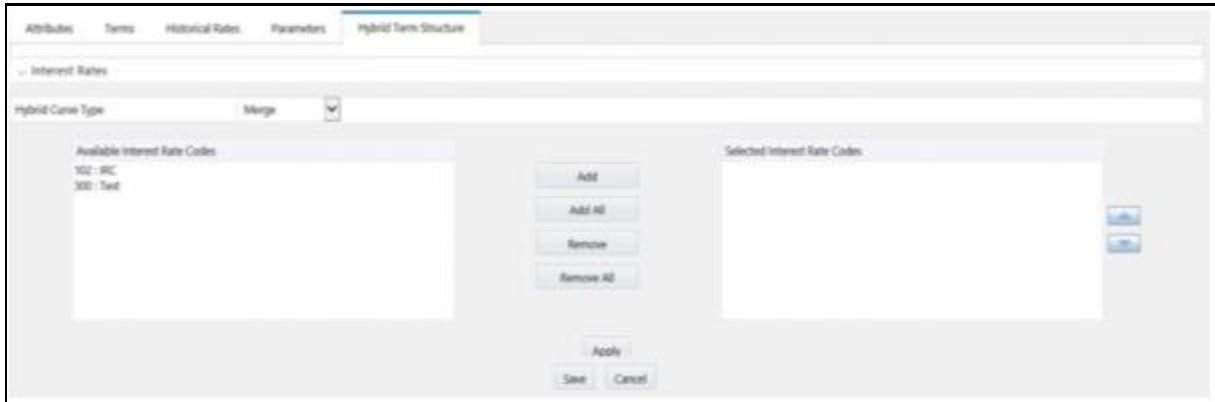 Attributes Terms Historical Rates Parameters Hybrid Term Structure
Interest Rates
Hybrid Curve Type Merge
Available Interest Rate Codes
102 : IRC
300 : Test
Add
Add All
Remove
Remove All
Selected Interest Rate Codes
Apply
Save Cancel